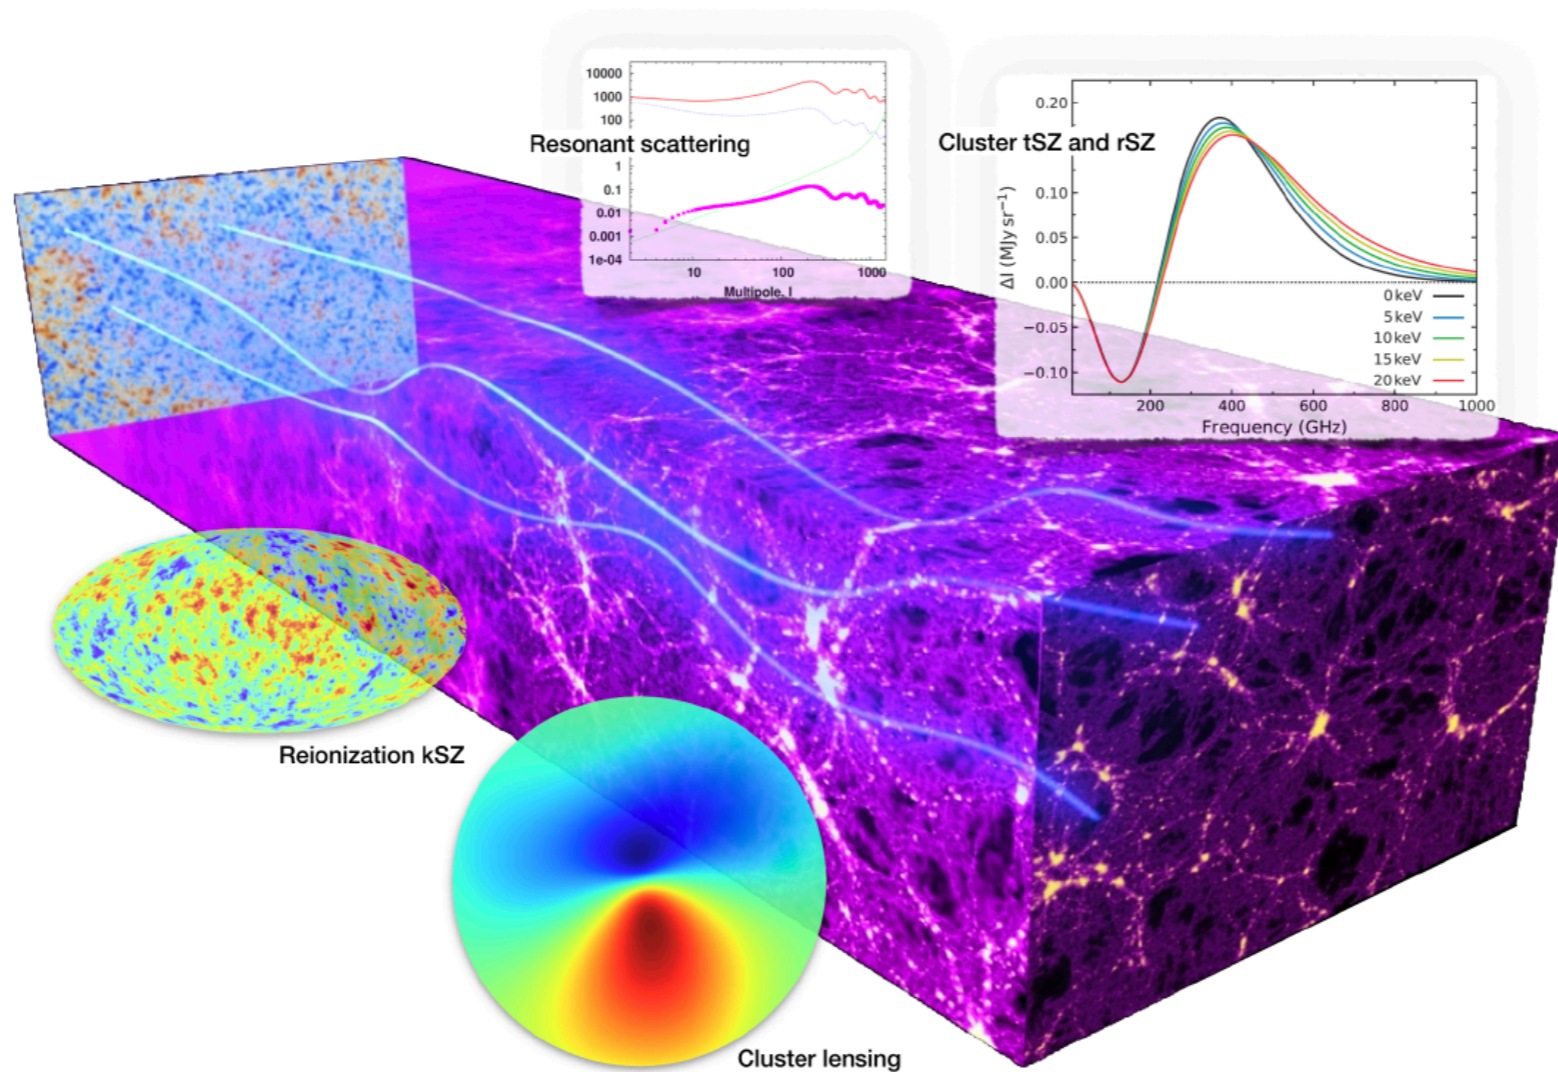 10000
1000
100
Resonant scattering
1
0.1
0.01
0.001
1e-04
10
100
1000
Multipole, l
Cluster tSZ and rSZ
0.20
0.10
0.05
0.00
−0.05
−0.10
ΔI (MJy sr⁻¹)
0 keV
5 keV
10 keV
15 keV
20 keV
200
400
600
800
1000
Frequency (GHz)
Reionization kSZ
Cluster lensing